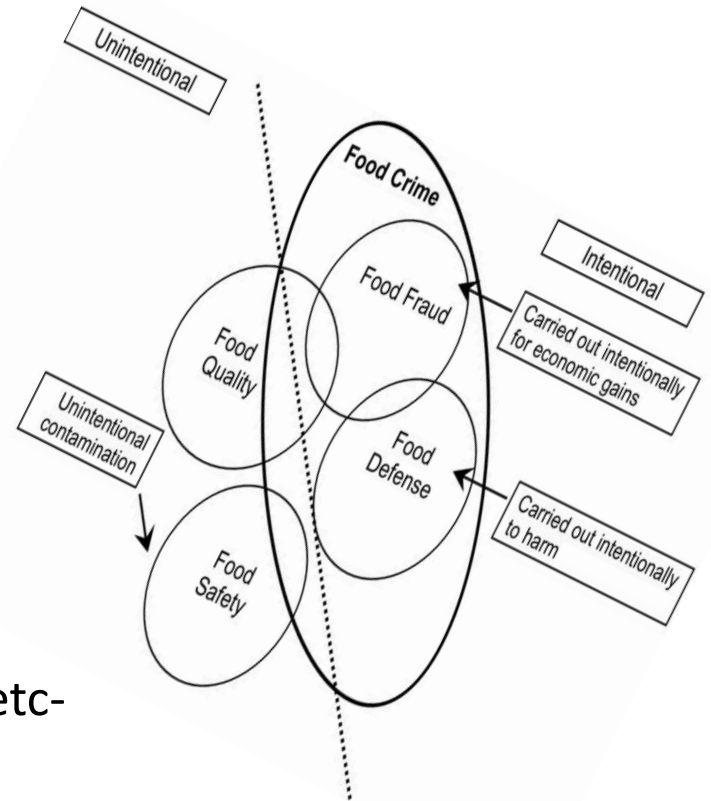 Unintentional
Food Crime
Intentional
Food Fraud
Carried out intentionally
for economic gains
Food
Quality
Unintentional
contamination
Food
Defense
Carried out intentionally
to harm
Food
Safety
etc-